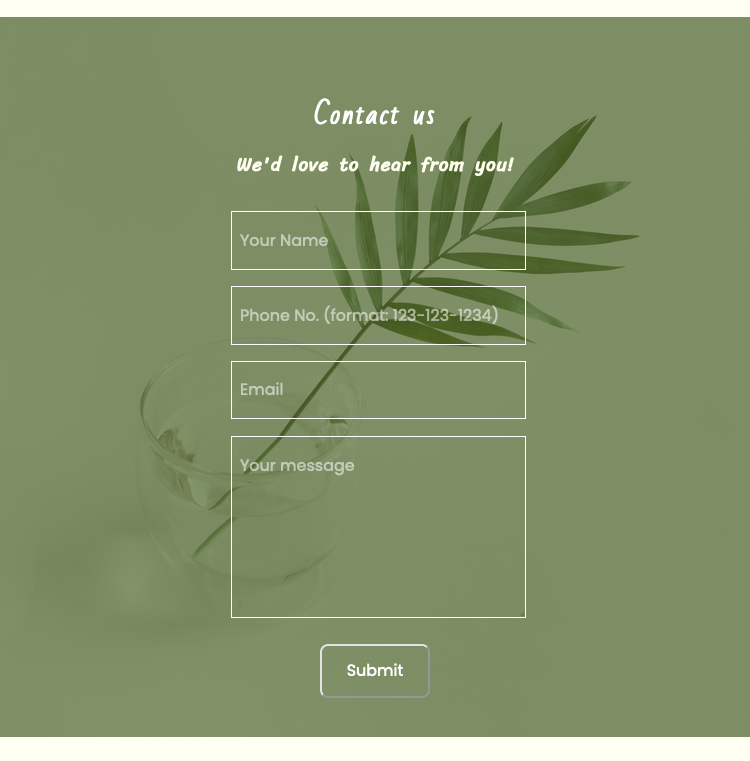 Contact us
We'd love to hear from you!
Your Name
Phone No. (format: 123-123-1234)
Email
Your message
Submit